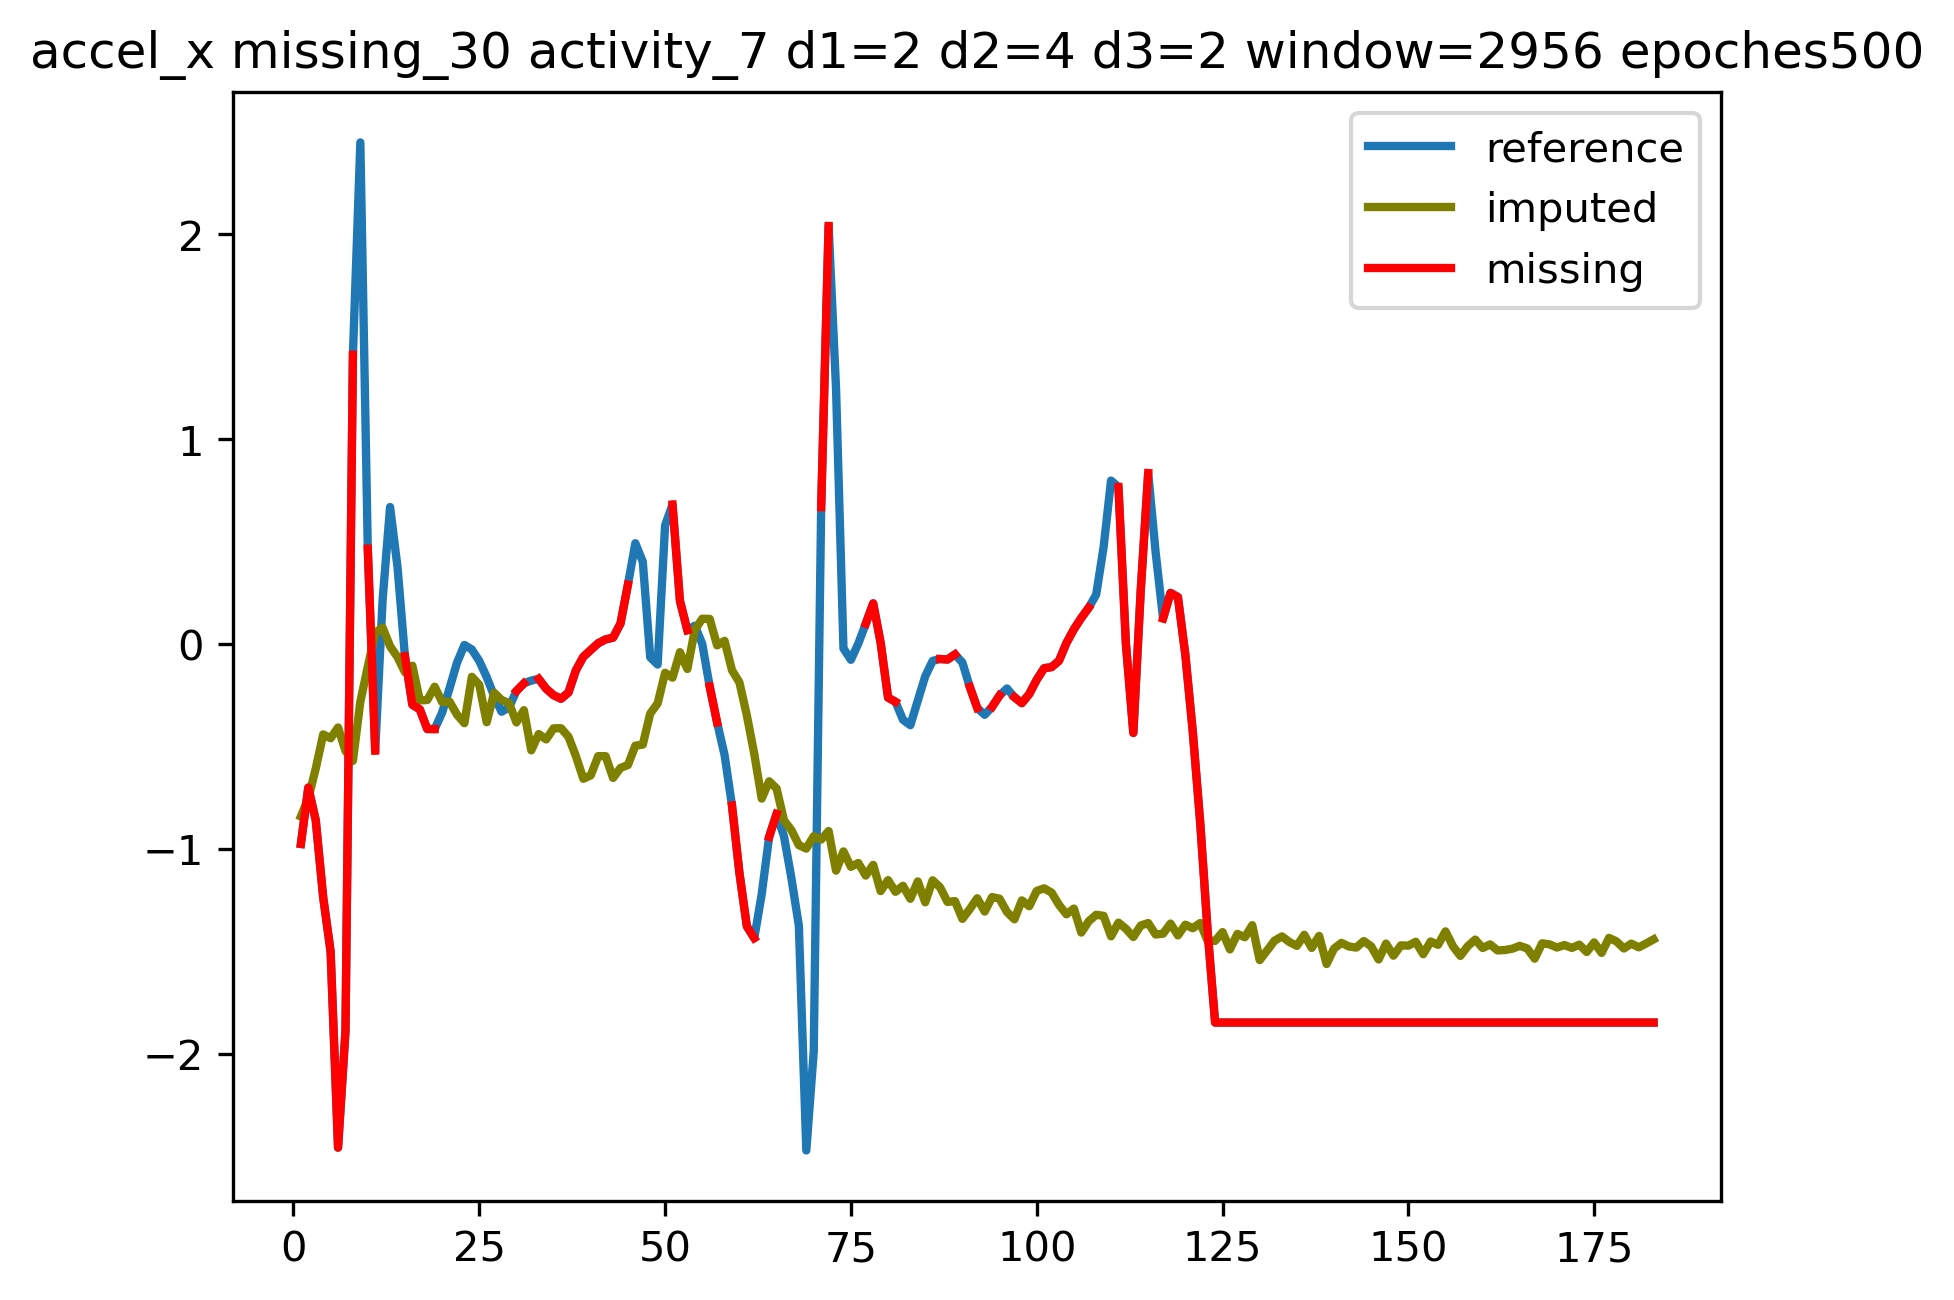 accel_x missing_30 activity_7 d1=2 d2=4 d3=2 window=2956 epoches500
reference
imputed
missing
2
1
0
−1
−2
0 25 50 75 100 125 150 175